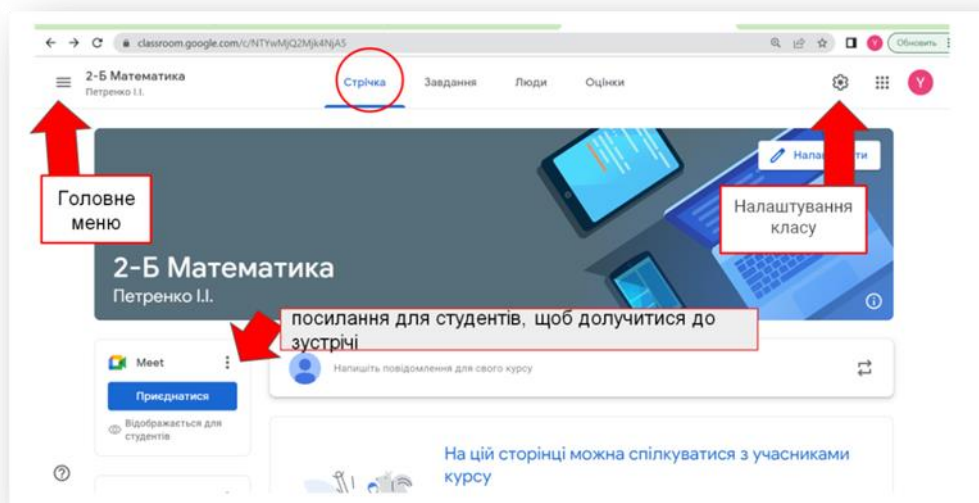 classroom.google.com/c/NTYwMjQ2Mjk4NjA5
Обновить
2-Б Математика
Петренко І.І.
Стрічка
Завдання
Люди
Оцінки
Y
Головне
меню
Налаштування
класу
2-Б Математика
Петренко І.І.
посилання для студентів, щоб долучитися до
зустрічі
Meet
Приєднатися
Відображається для
студентів
Напишіть повідомлення для свого курсу
На цій сторінці можна спілкуватися з учасниками
курсу